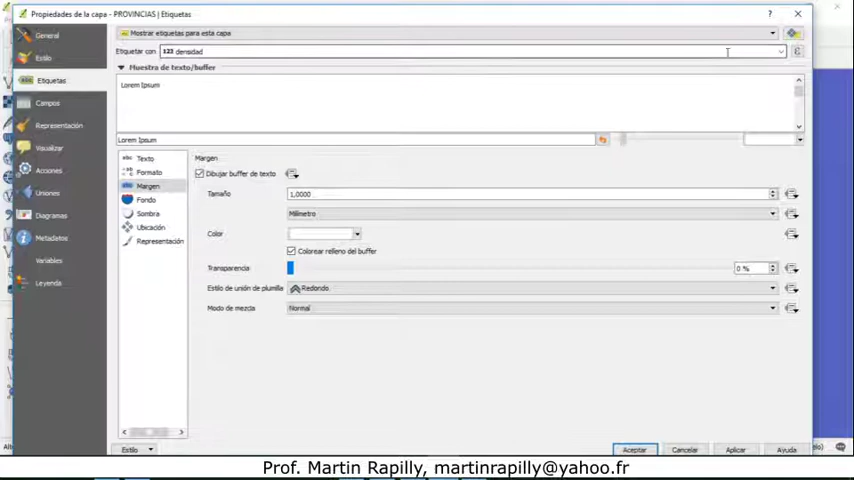 Propiedades de la capa - PROVINCIAS | Etiquetas
? ×
General
Estilo
Etiquetas
Campos
Representación
Visualizar
Acciones
Uniones
Diagramas
Metadatos
Variables
Leyenda
Mostrar etiquetas para esta capa
Etiquetar con 123 densidad
Muestra de texto/buffer
Lorem Ipsum
Lorem Ipsum
Texto
Formato
Margen
Fondo
Sombra
Ubicación
Representación
Margen
Dibujar buffer de texto
Tamaño 1,0000
Milímetro
Color
Colorear relleno del buffer
Transparencia 0 %
Estilo de unión de plumilla Redondo
Modo de mezcla Normal
Estilo
Aceptar Cancelar Aplicar Ayuda
Prof. Martin Rapilly, martinrapilly@yahoo.fr